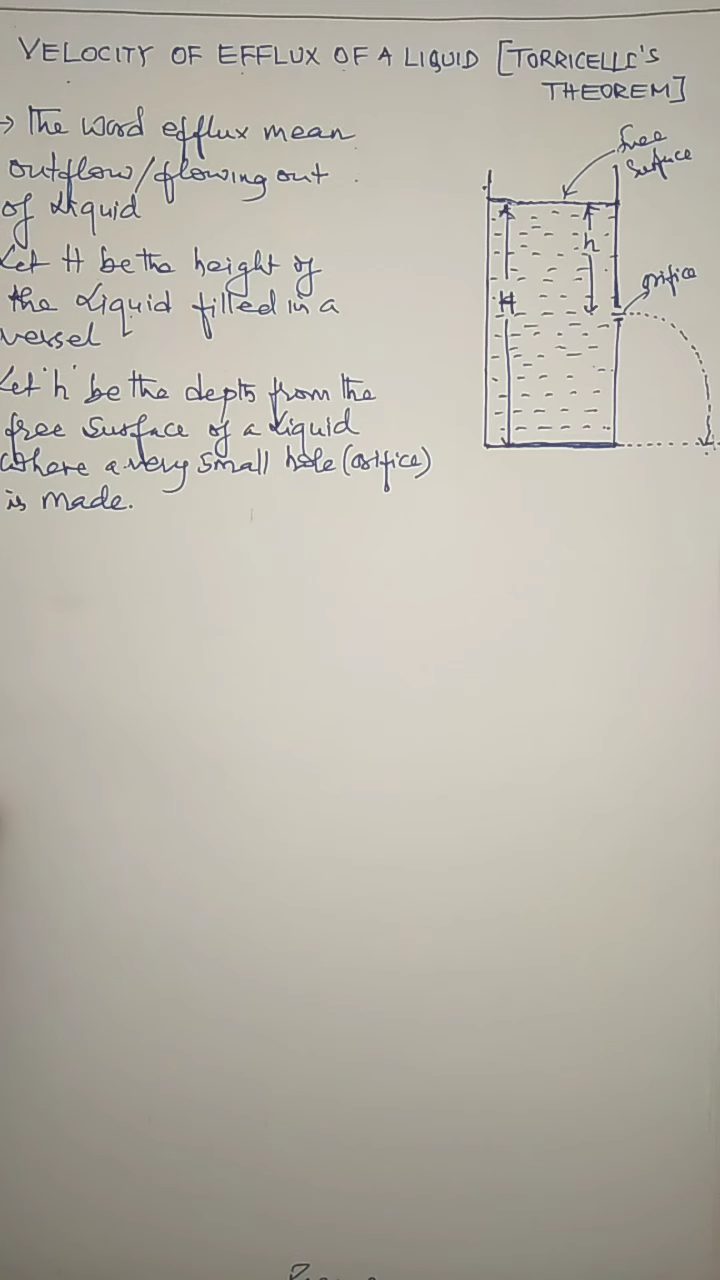 VELOCITY OF EFFLUX OF A LIQUID [TORRICELLI'S
THEOREM]
→ The word efflux mean
outflow/flowing out
of liquid
Let H be the height of
the Liquid filled in a
vessel
Let 'h' be the depth from the
free surface of a liquid
where a very small hole (orifice)
is made.
free
surface
h
orifice
H